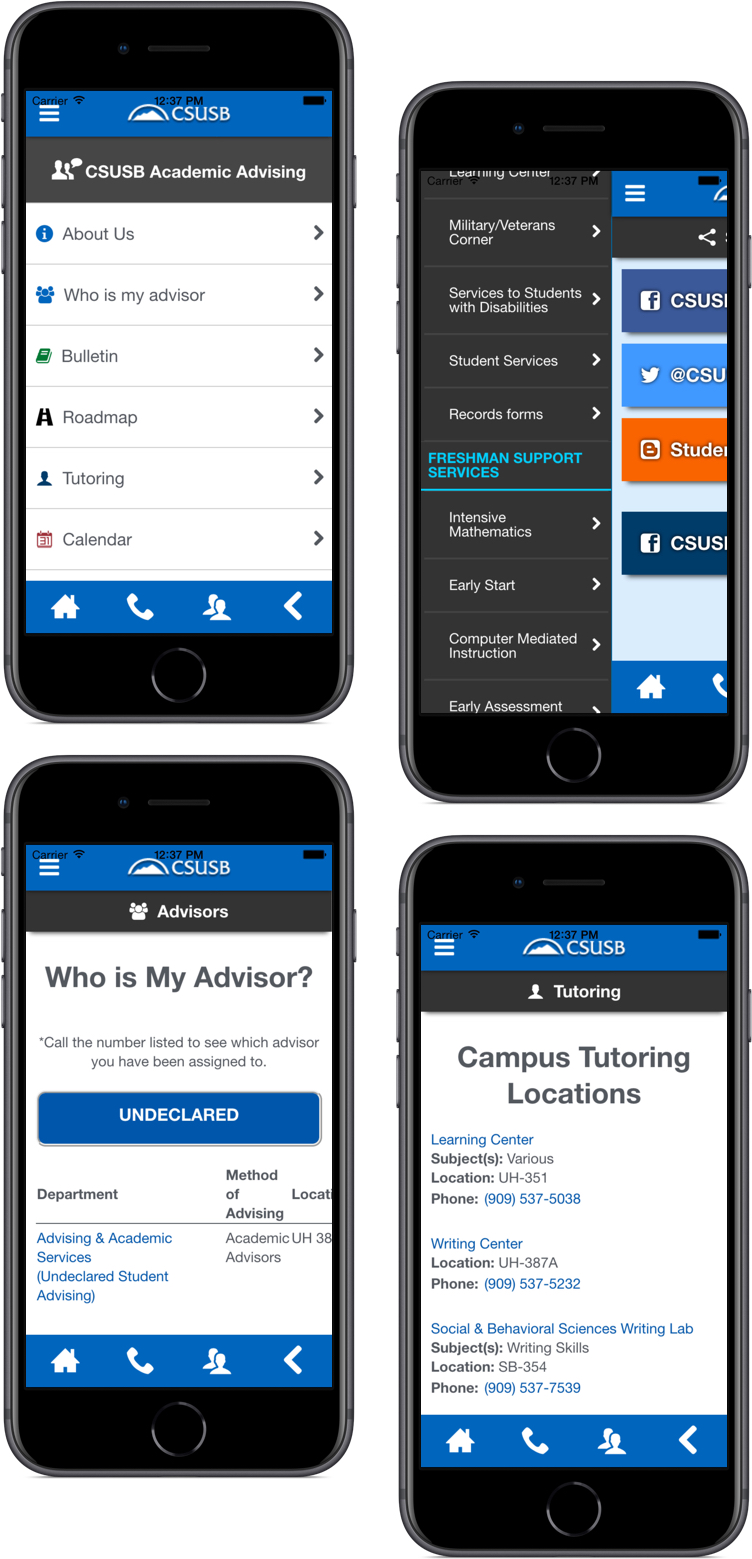 Carrier 12:37 PM
CSUSB
CSUSB Academic Advising
About Us
Who is my advisor
Bulletin
Roadmap
Tutoring
31 Calendar
Carrier 12:37 PM
Learning Center
Military/Veterans
Corner
Services to Students
with Disabilities
Student Services
Records forms
FRESHMAN SUPPORT
SERVICES
Intensive
Mathematics
Early Start
Computer Mediated
Instruction
Early Assessment
CSUSB
@CSU
Studen
CSUSB
Carrier 12:37 PM
CSUSB
Advisors
Who is My Advisor?
*Call the number listed to see which advisor
you have been assigned to.
UNDECLARED
Department
Method
of
Advising
Locati
Advising & Academic
Services
(Undeclared Student
Advising)
Academic
Advisors
UH 38
Carrier 12:37 PM
CSUSB
Tutoring
Campus Tutoring
Locations
Learning Center
Subject(s): Various
Location: UH-351
Phone: (909) 537-5038
Writing Center
Location: UH-387A
Phone: (909) 537-5232
Social & Behavioral Sciences Writing Lab
Subject(s): Writing Skills
Location: SB-354
Phone: (909) 537-7539